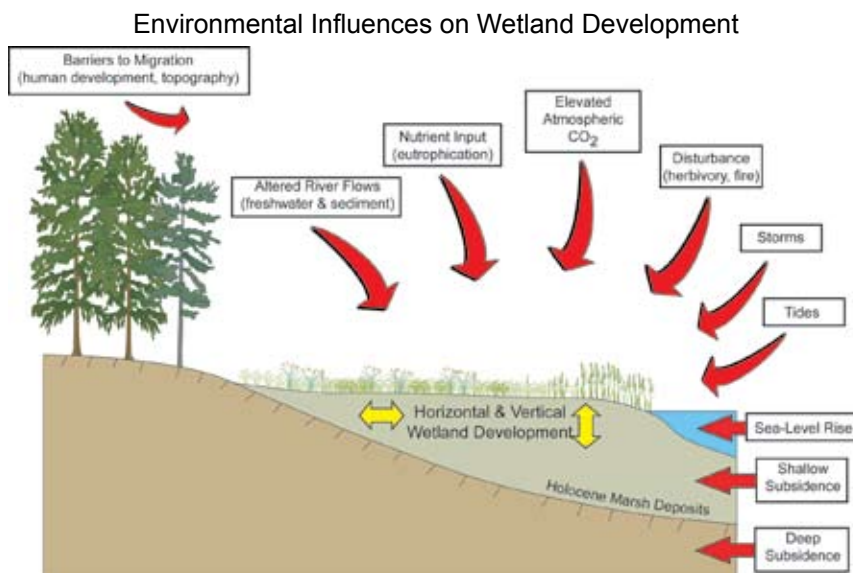 Environmental Influences on Wetland Development
Barriers to Migration
(human development, topography)
Elevated
Atmospheric
CO2
Nutrient Input
(eutrophication)
Disturbance
(herbivory, fire)
Altered River Flows
(freshwater & sediment)
Storms
Tides
Horizontal & Vertical
Wetland Development
Sea-Level Rise
Shallow
Subsidence
Holocene Marsh Deposits
Deep
Subsidence